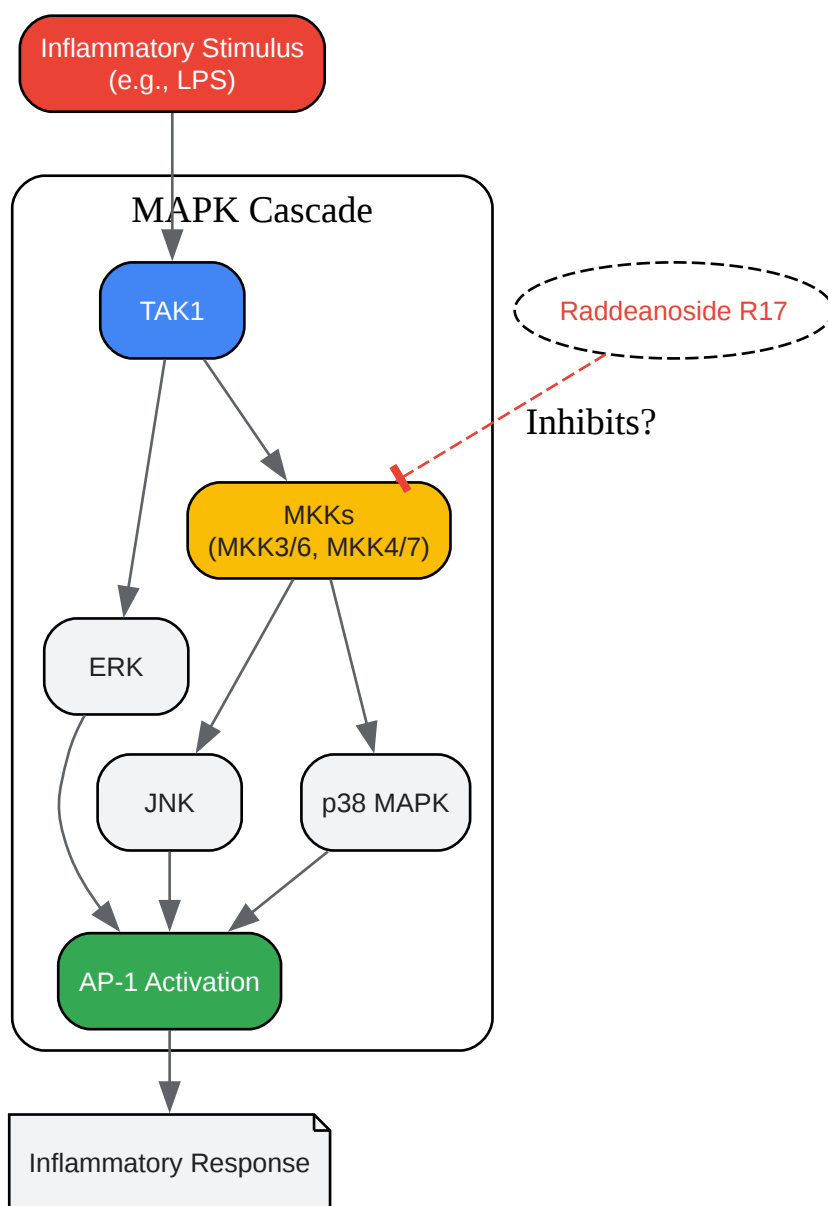 Inflammatory Stimulus
(e.g., LPS)
MAPK Cascade
TAK1
Raddeanoside R17
Inhibits?
MKKs
(MKK3/6, MKK4/7)
ERK
JNK
p38 MAPK
AP-1 Activation
Inflammatory Response